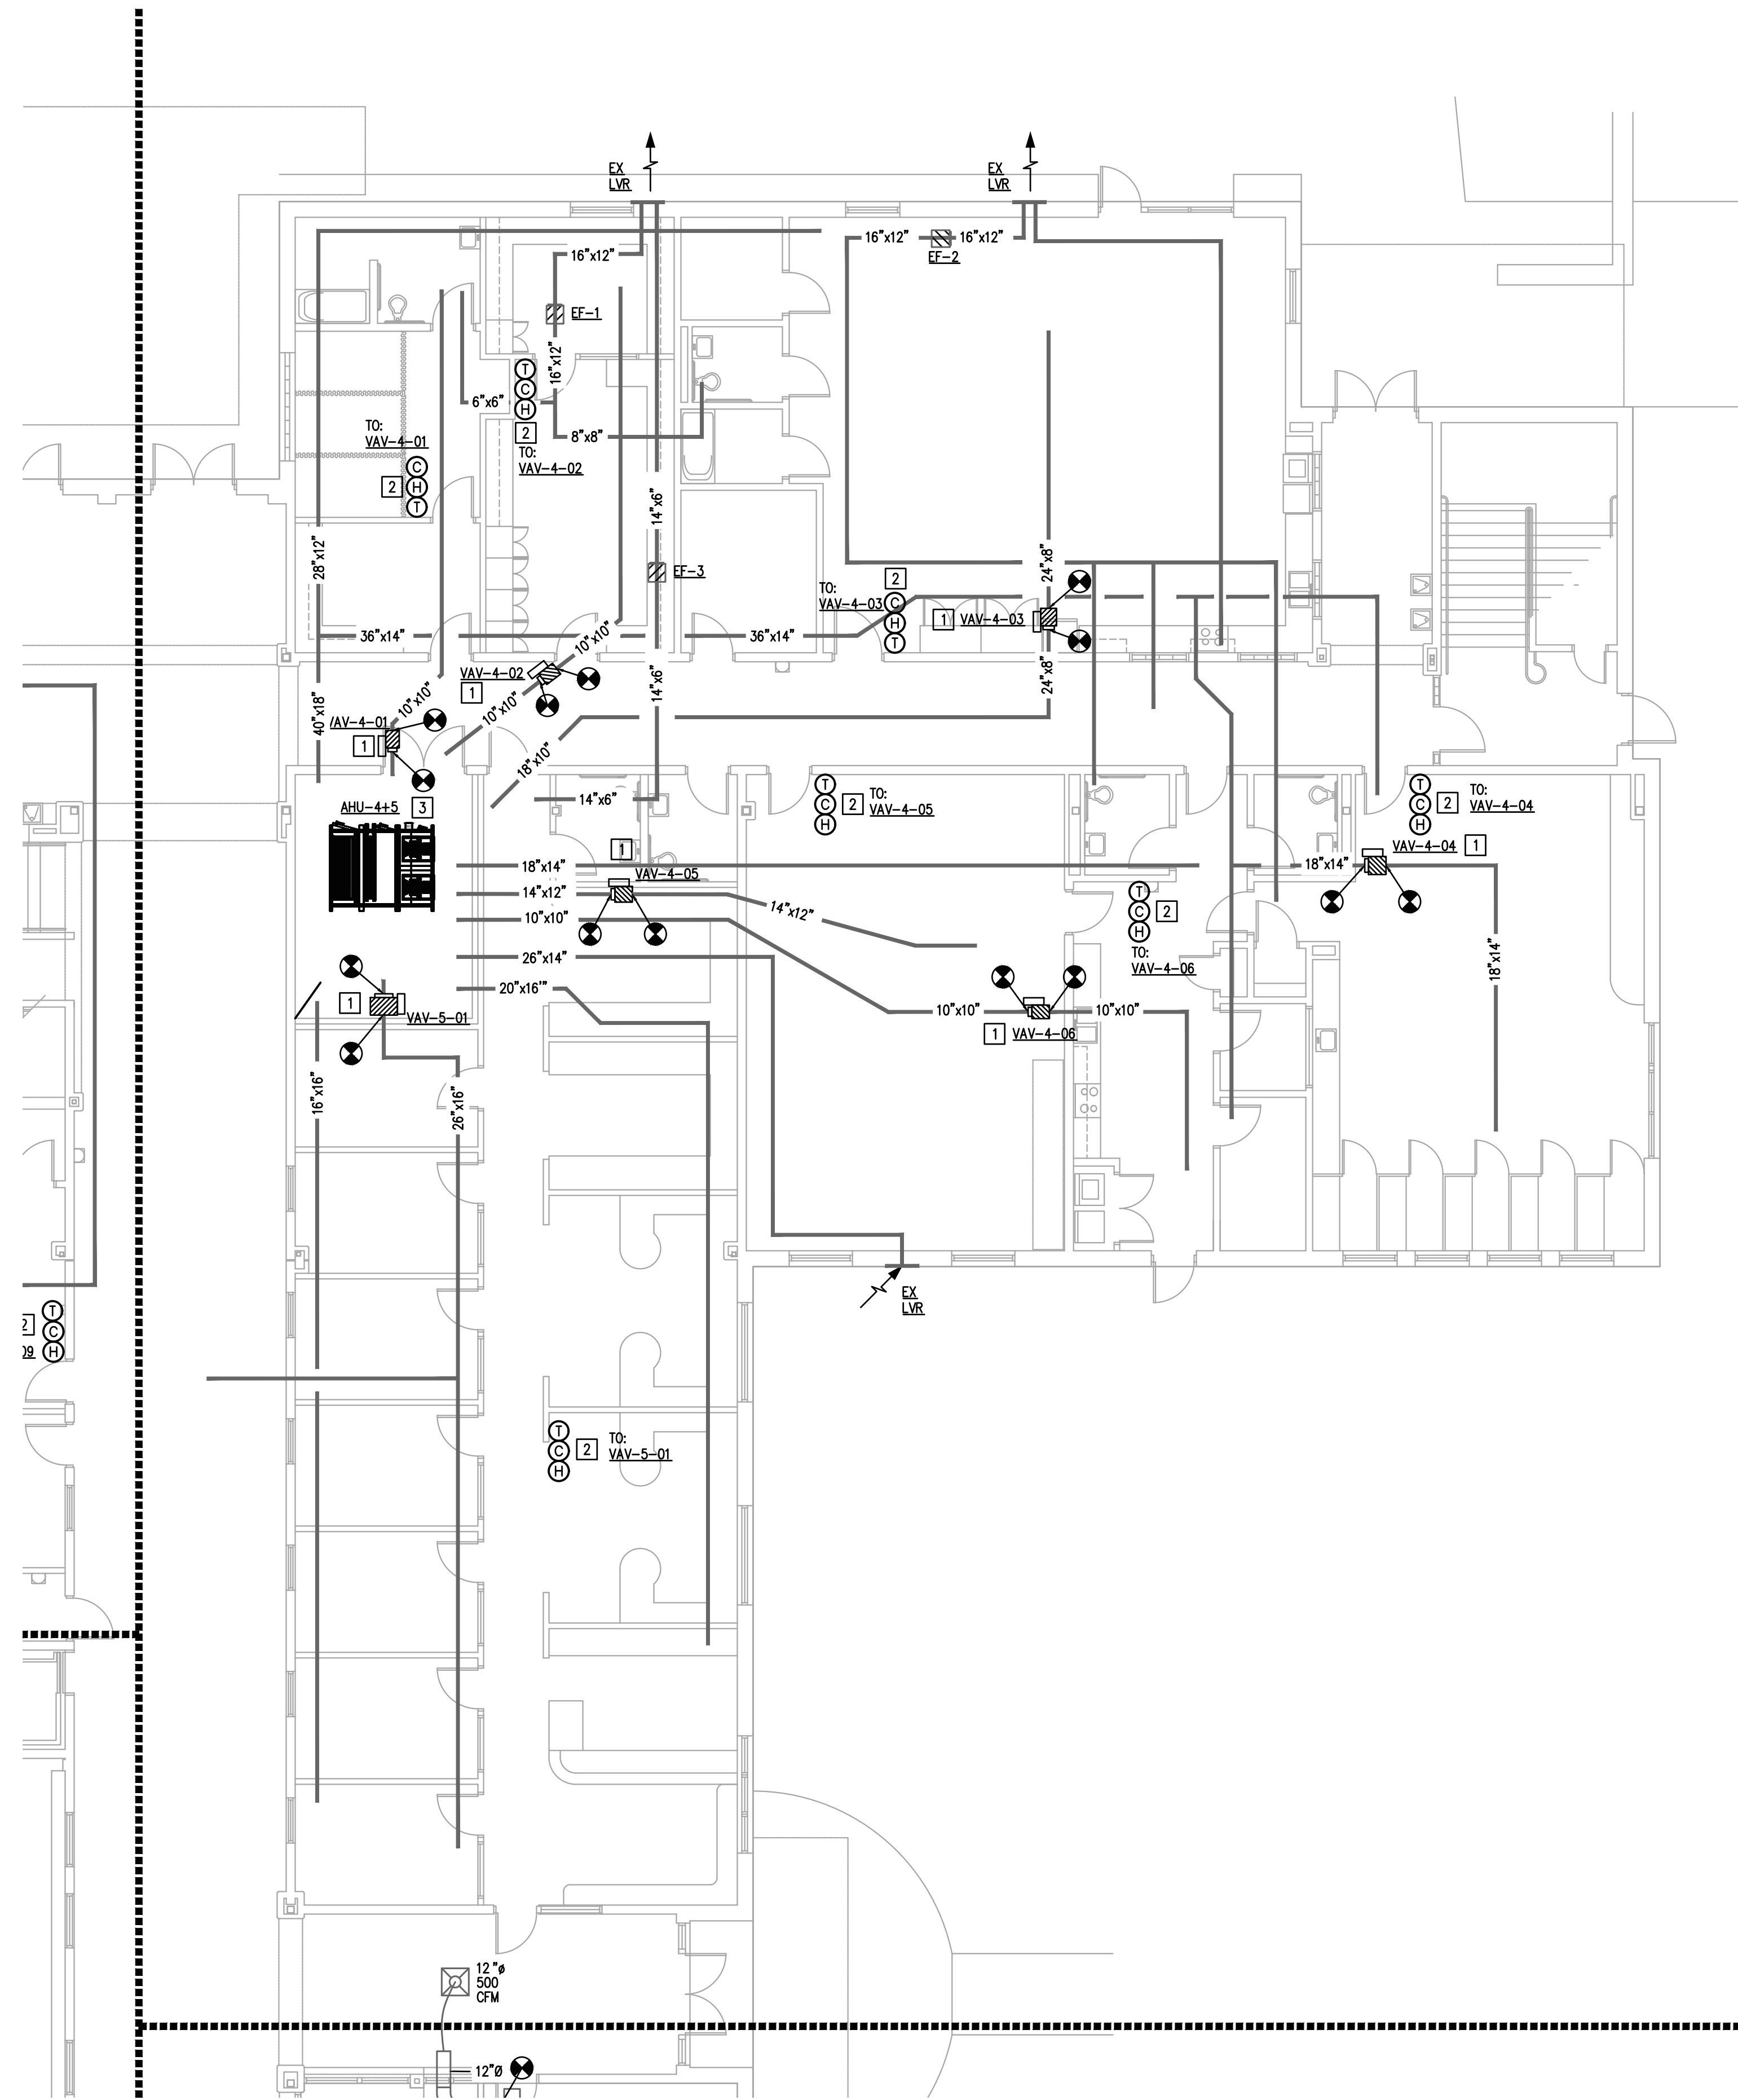 EX
LVR
EX
LVR
16"x12"
16"x12"
16"x12"
EF-2
EF-1
16"x12"
T
C
H
2
TO:
VAV-4-02
6"x6"
8"x8"
TO:
VAV-4-01
2
C
H
T
28"x12"
14"x6"
EF-3
24"x8"
2
TO:
VAV-4-03
C
H
T
1
VAV-4-03
36"x14"
36"x14"
10"x10"
VAV-4-02
1
14"x6"
24"x8"
40"x18"
10"x10"
10"x10"
/AV-4-01
1
18"x10"
AHU-4+5
3
14"x6"
T
C
H
2
TO:
VAV-4-05
T
C
H
2
TO:
VAV-4-04
VAV-4-04
1
1
VAV-4-05
18"x14"
18"x14"
14"x12"
14"x12"
10"x10"
T
C
H
2
TO:
VAV-4-06
26"x14"
18"x14"
20"x16'"
1
VAV-5-01
10"x10"
10"x10"
1
VAV-4-06
16"x16"
26"x16"
EX
LVR
2
09
T
C
H
T
C
H
2
TO:
VAV-5-01
12"ø
500
CFM
12"Ø